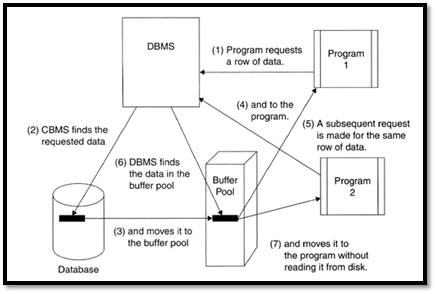 DBMS
(1) Program requests
a row of data.
Program
1
(4) and to the
program.
(5) A subsequent request
is made for the same
row of data.
(2) CBMS finds the
requested data
(6) DBMS finds
the data in the
buffer pool
Buffer
Pool
Program
2
(3) and moves it to
the buffer pool
(7) and moves it to
the program without
reading it from disk.
Database